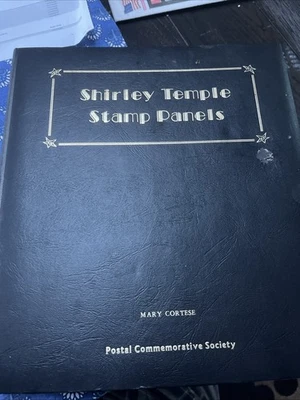 Shirley Temple
Stamp Panels
MARY CORTESE
Postal Commemorative Society